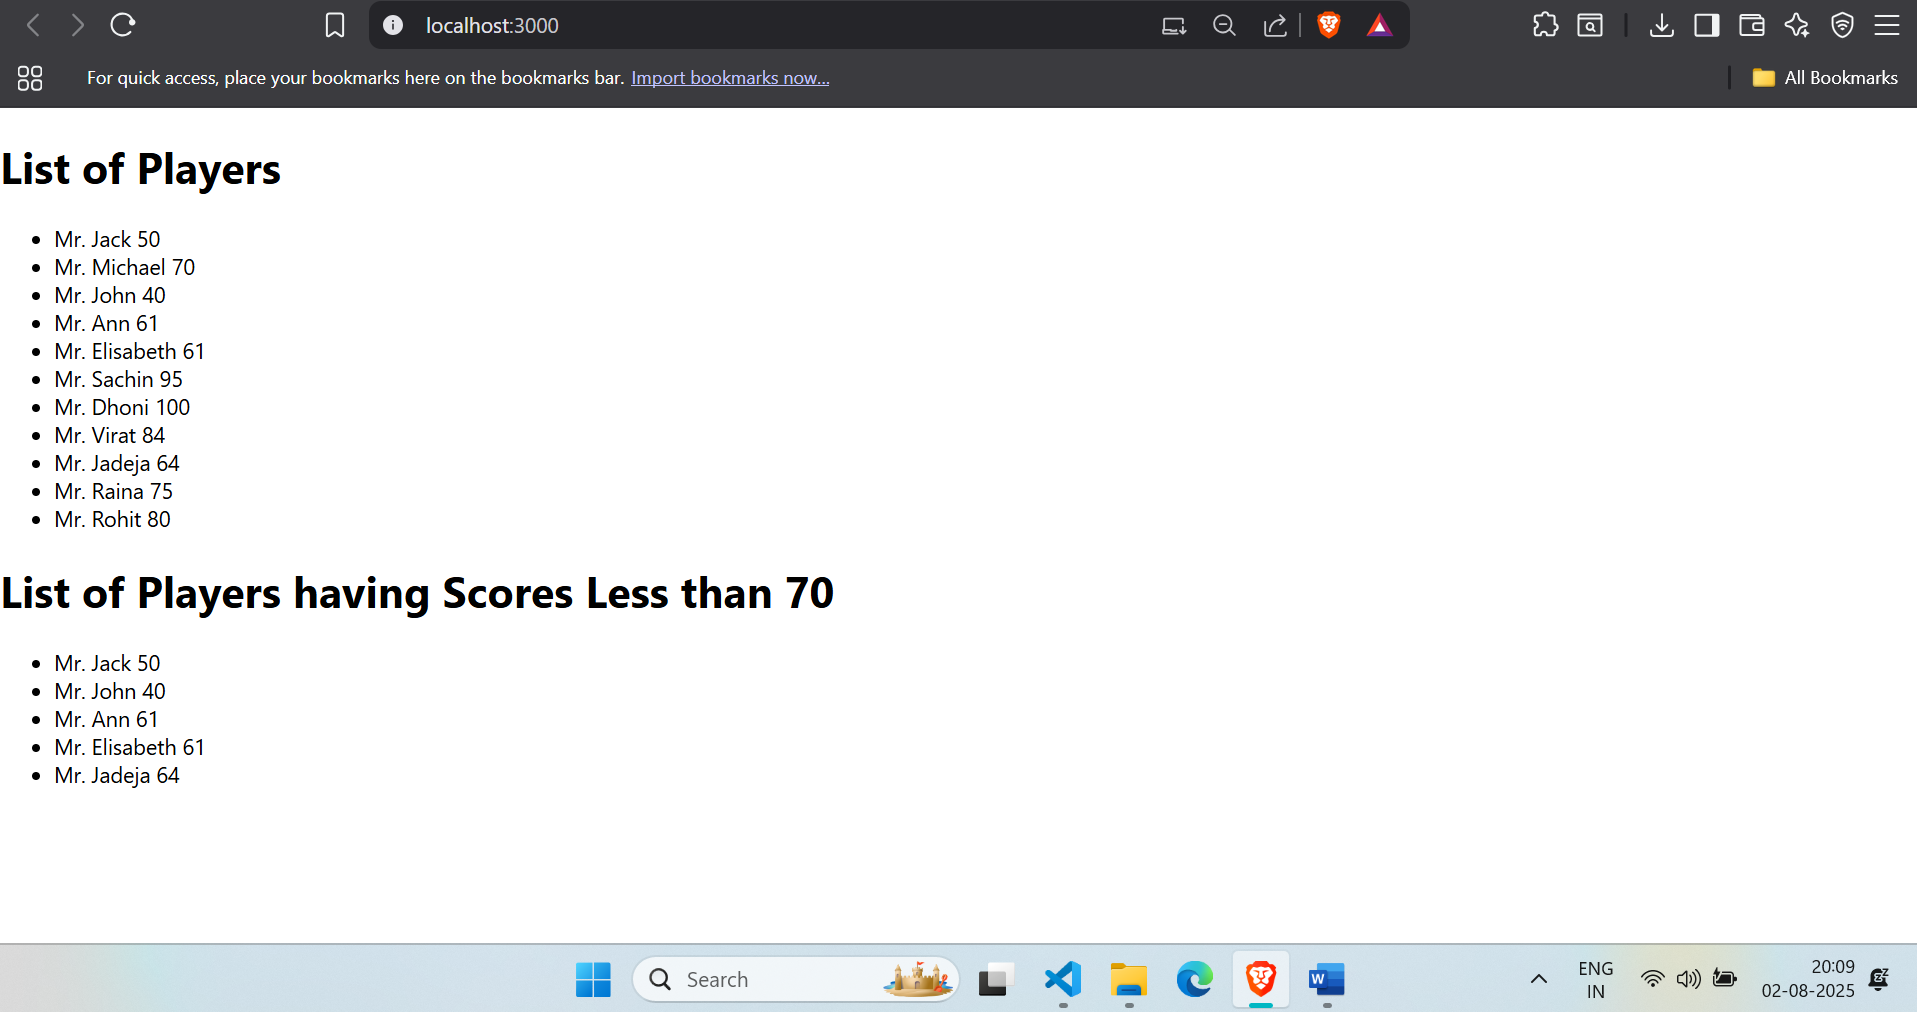 localhost:3000
For quick access, place your bookmarks here on the bookmarks bar. Import bookmarks now...
All Bookmarks
List of Players
Mr. Jack 50
Mr. Michael 70
Mr. John 40
Mr. Ann 61
Mr. Elisabeth 61
Mr. Sachin 95
Mr. Dhoni 100
Mr. Virat 84
Mr. Jadeja 64
Mr. Raina 75
Mr. Rohit 80
List of Players having Scores Less than 70
Mr. Jack 50
Mr. John 40
Mr. Ann 61
Mr. Elisabeth 61
Mr. Jadeja 64
Search
W
ENG
IN
20:09
02-08-2025